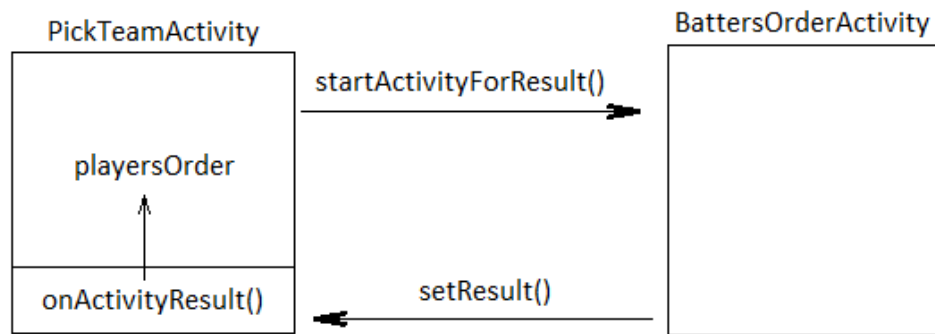 PickTeamActivity
BattersOrderActivity
startActivityForResult()
playersOrder
onActivityResult()
setResult()